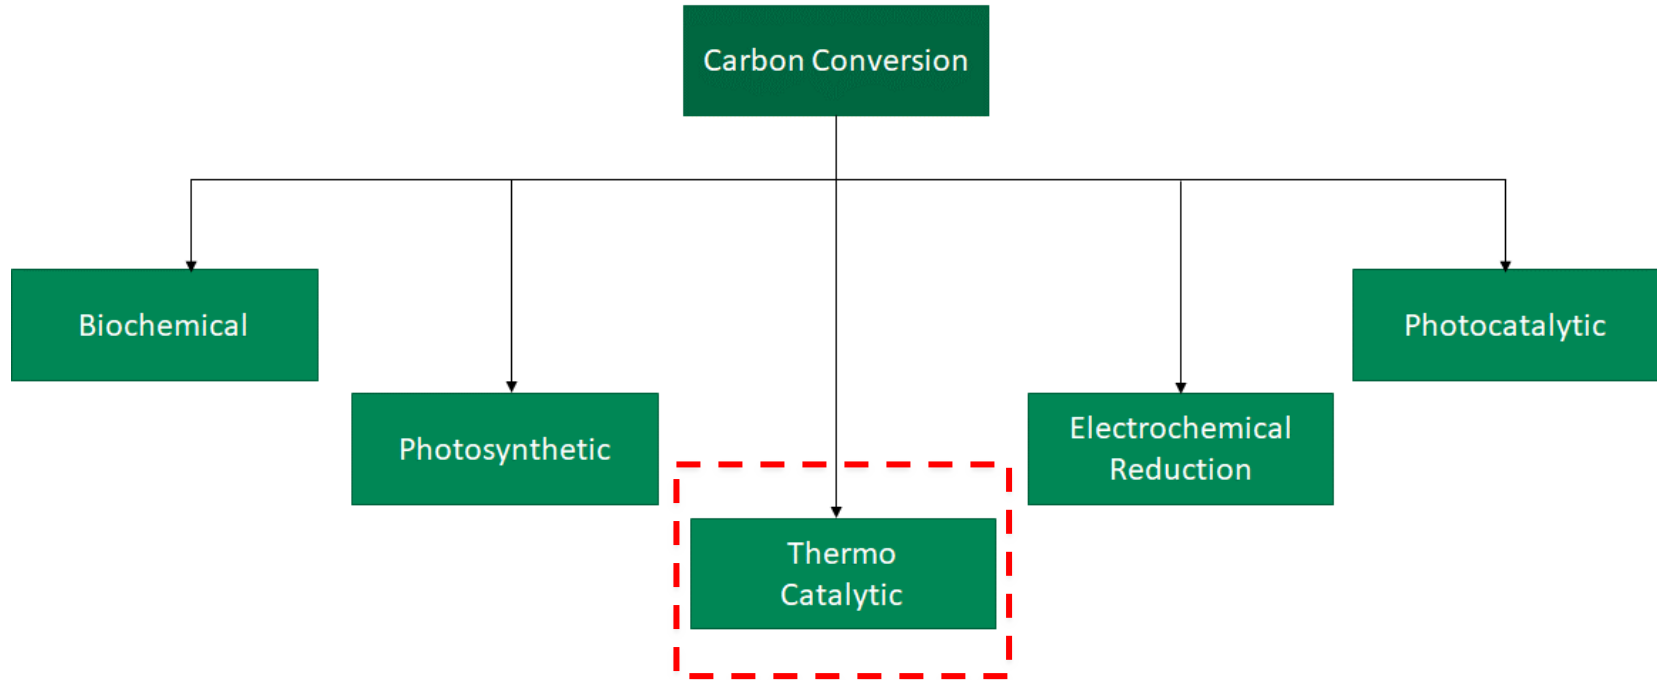 Carbon Conversion
Biochemical
Photosynthetic
Thermo
Catalytic
Electrochemical
Reduction
Photocatalytic